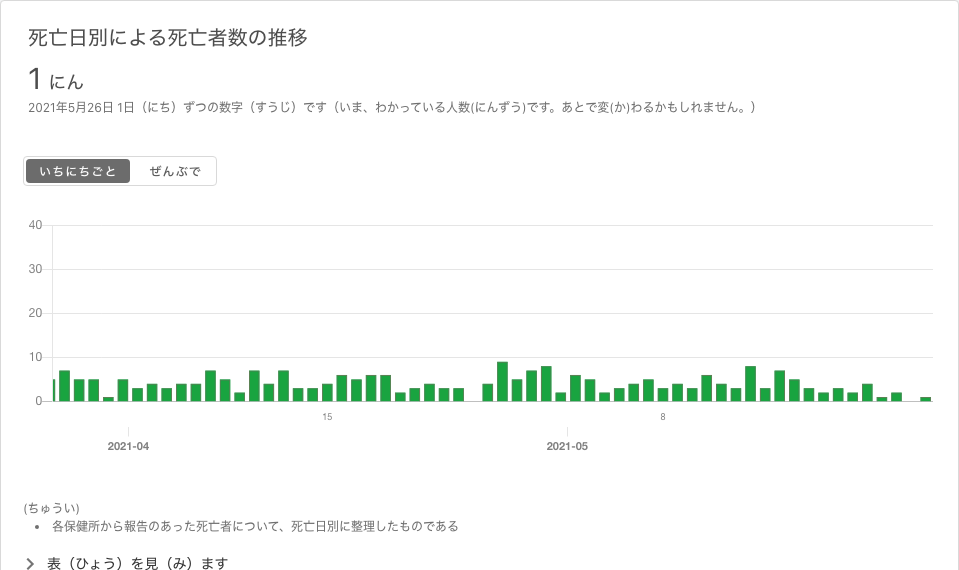 死亡日別による死亡者数の推移
1 にん
2021年5月26日 1日（にち）ずつの数字（すうじ）です（いま、わかっている人数(にんずう)です。あとで変(か)わるかもしれません。）
いちにちごと ぜんぶで
40
30
20
10
0
15 8
2021-04 2021-05
(ちゅうい)
• 各保健所から報告のあった死亡者について、死亡日別に整理したものである
表（ひょう）を見（み）ます